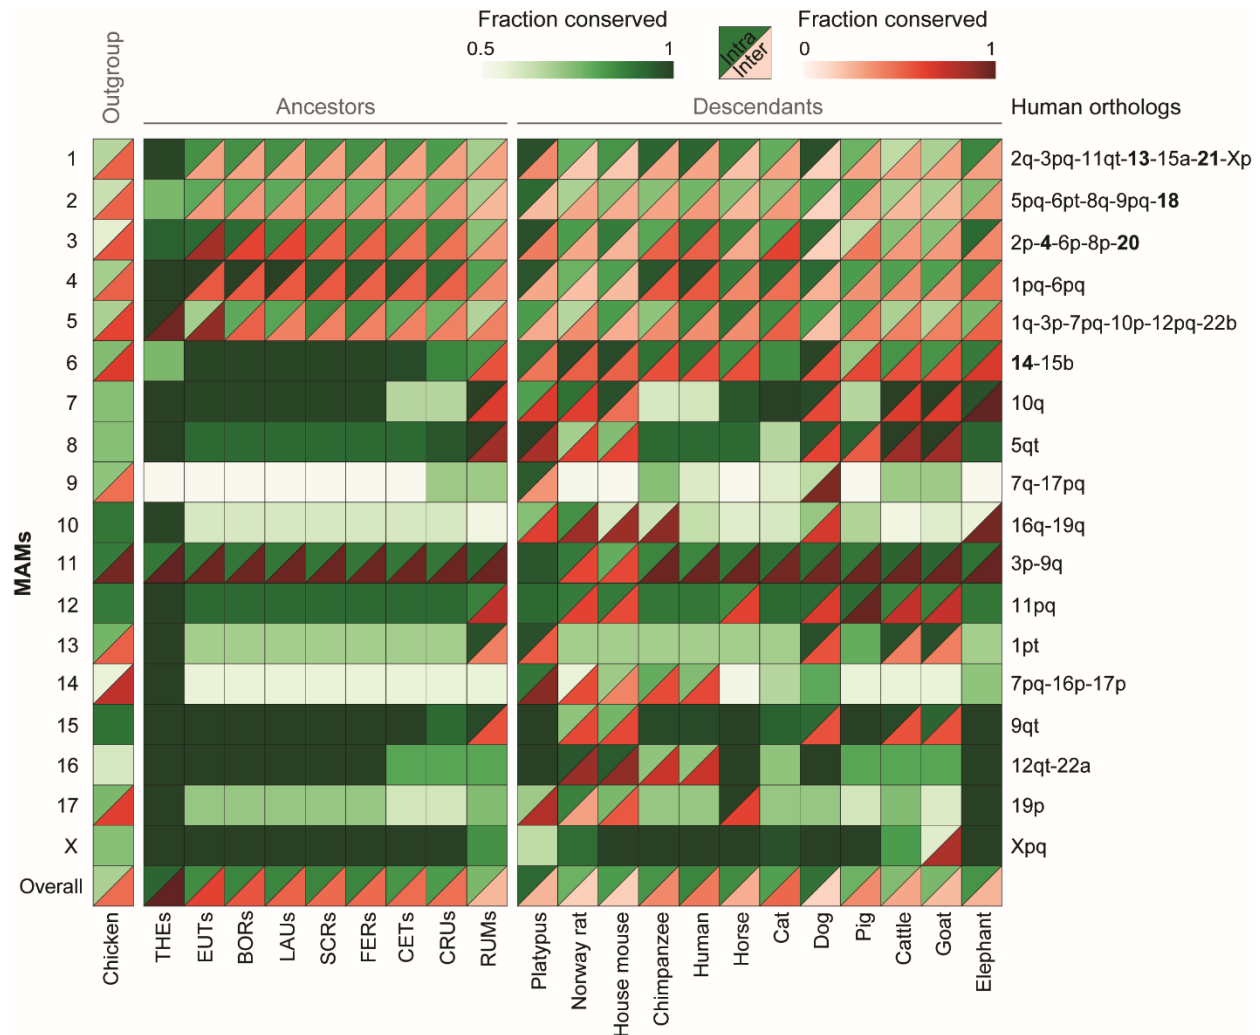 Fraction conserved
0.5 1
Intra
Inter
Fraction conserved
0 1
Outgroup
Ancestors
Descendants
Human orthologs
MAMs
1 2q-3pq-11qt-13-15a-21-Xp
2 5pq-6pt-8q-9pq-18
3 2p-4-6p-8p-20
4 1pq-6pq
5 1q-3p-7pq-10p-12pq-22b
6 14-15b
7 10q
8 5qt
9 7q-17pq
10 16q-19q
11 3p-9q
12 11pq
13 1pt
14 7pq-16p-17p
15 9qt
16 12qt-22a
17 19p
X Xpq
Overall
Chicken
THEs
EUTs
BORs
LAUs
SCRs
FERs
CETs
CRUs
RUMs
Platypus
Norway rat
House mouse
Chimpanzee
Human
Horse
Cat
Dog
Pig
Cattle
Goat
Elephant